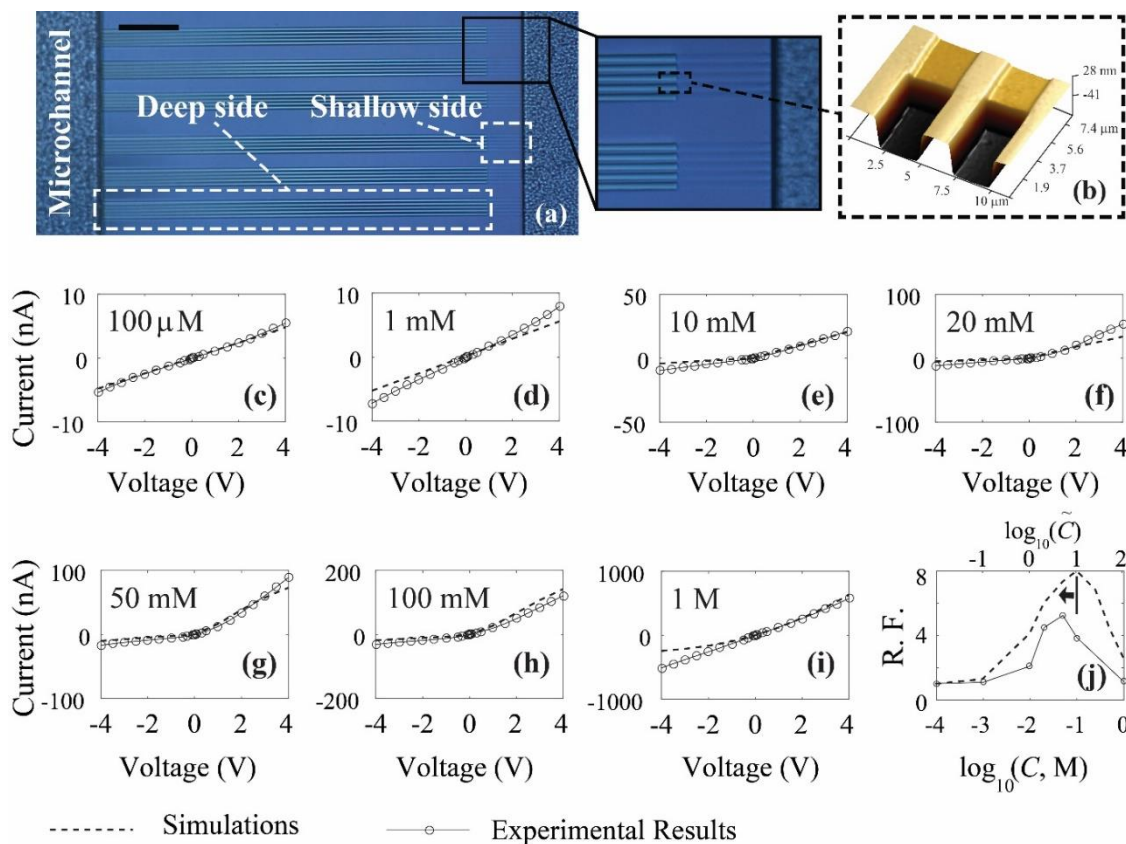 Microchannel
Deep side
Shallow side
(a)
28 nm
-41
7.4 μm
5.6
3.7
1.9
2.5
5
7.5
10 μm
(b)
Current (nA)
10
0
-10
100 μM
(c)
-4 -2 0 2 4
Voltage (V)
10
0
-10
1 mM
(d)
-4 -2 0 2 4
Voltage (V)
50
0
-50
10 mM
(e)
-4 -2 0 2 4
Voltage (V)
100
0
-100
20 mM
(f)
-4 -2 0 2 4
Voltage (V)
Current (nA)
100
0
-100
50 mM
(g)
-4 -2 0 2 4
Voltage (V)
200
0
-200
100 mM
(h)
-4 -2 0 2 4
Voltage (V)
1000
0
-1000
1 M
(i)
-4 -2 0 2 4
Voltage (V)
log₁₀(C̃)
-1 0 1 2
R. F.
8
4
0
(j)
-4 -3 -2 -1 0
log₁₀(C, M)
Simulations
Experimental Results